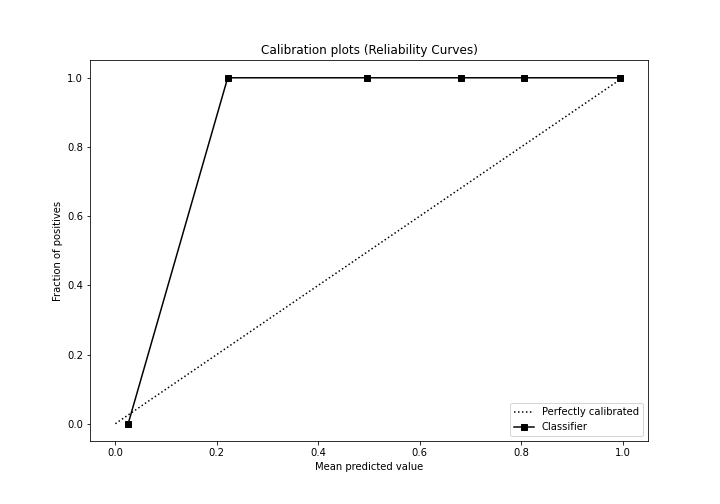 Calibration plots (Reliability Curves)
1.0
0.8
0.6
0.4
0.2
0.0
Fraction of positives
0.0 0.2 0.4 0.6 0.8 1.0
Mean predicted value
Perfectly calibrated
Classifier